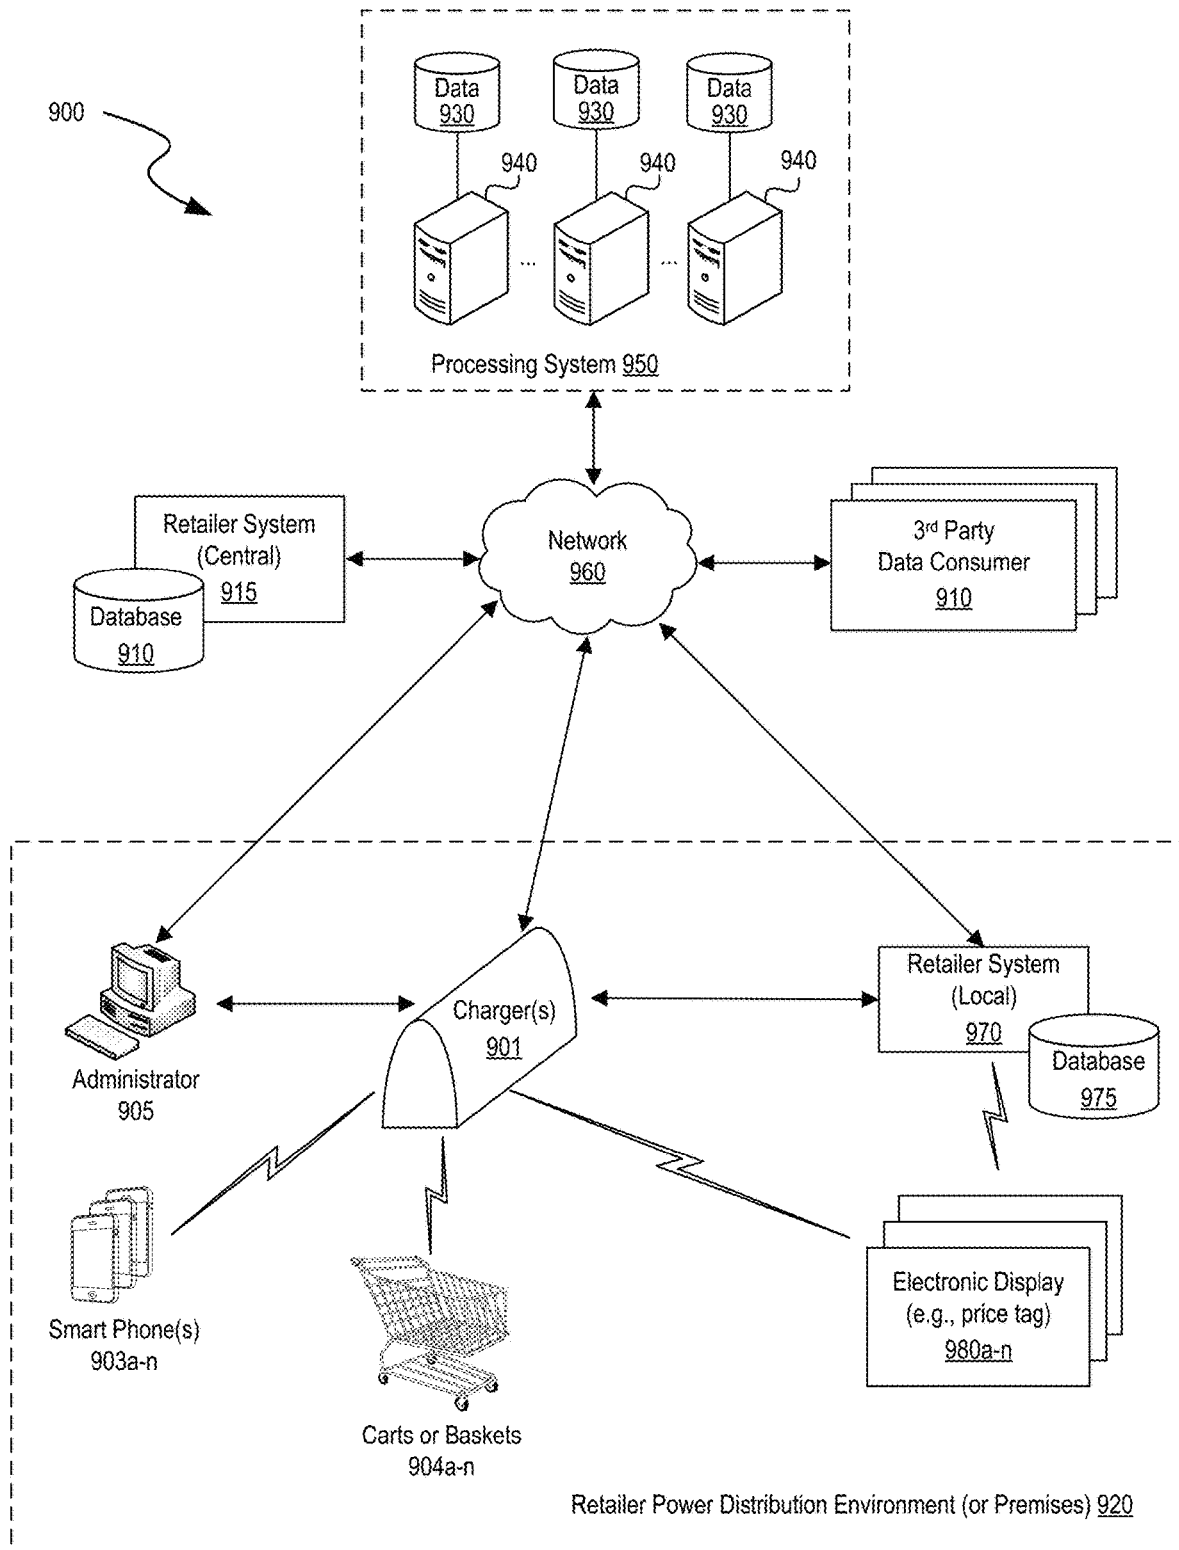 900
Data
930
Data
930
Data
930
940
940
940
...
...
Processing System 950
Retailer System
(Central)
915
Database
910
Network
960
3rd Party
Data Consumer
910
Administrator
905
Charger(s)
901
Retailer System
(Local)
970
Database
975
Smart Phone(s)
903a-n
Carts or Baskets
904a-n
Electronic Display
(e.g., price tag)
980a-n
Retailer Power Distribution Environment (or Premises) 920